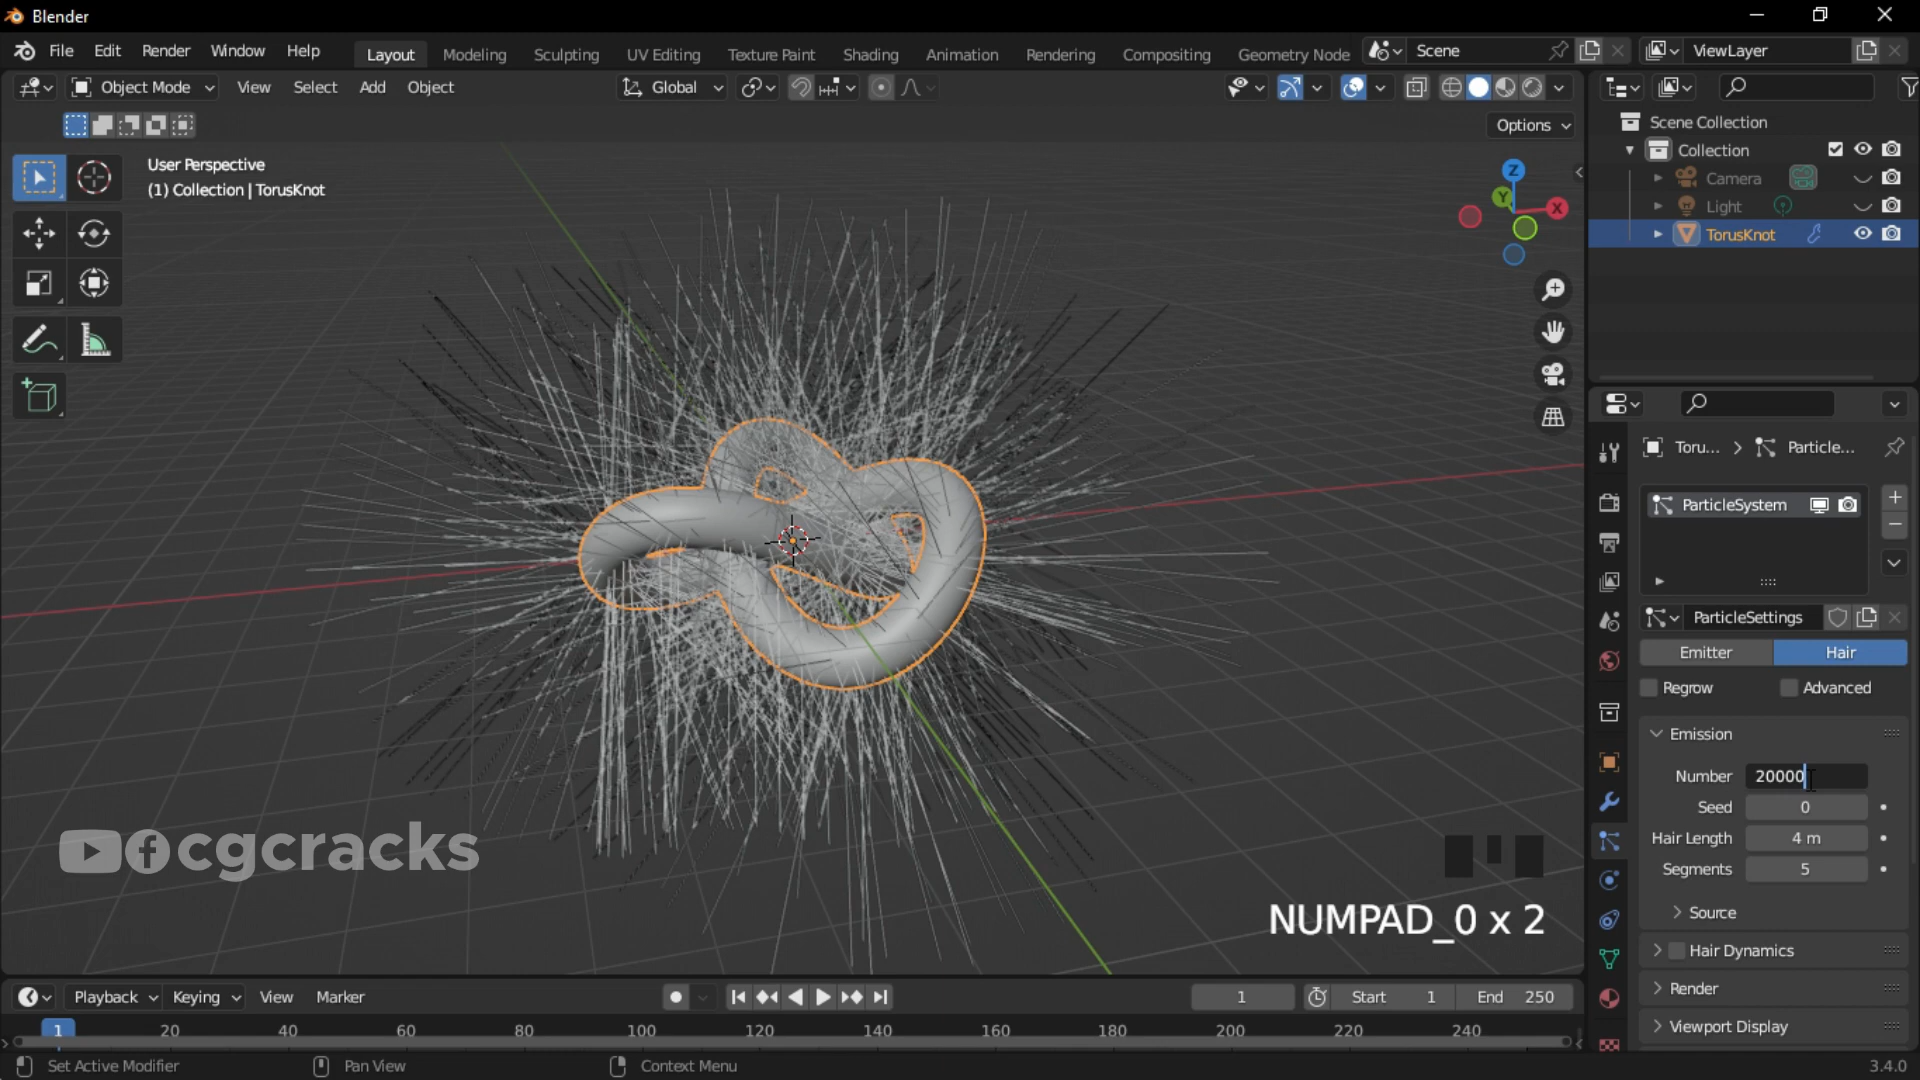 Blender
File Edit Render Window Help
Layout Modeling Sculpting UV Editing Texture Paint Shading Animation Rendering Compositing Geometry Node
Scene
ViewLayer
Object Mode View Select Add Object
Global
Options
User Perspective
(1) Collection | TorusKnot
Z
Y
X
Scene Collection
Collection
Camera
Light
TorusKnot
Toru... > Particle...
ParticleSystem
ParticleSettings
Emitter Hair
Regrow Advanced
Emission
Number 20000
Seed 0
Hair Length 4 m
Segments 5
Source
Hair Dynamics
Render
Viewport Display
cgcracks
NUMPAD_0 x 2
Playback Keying View Marker
1 Start 1 End 250
1 20 40 60 80 100 120 140 160 180 200 220 240
Set Active Modifier Pan View Context Menu 3.4.0